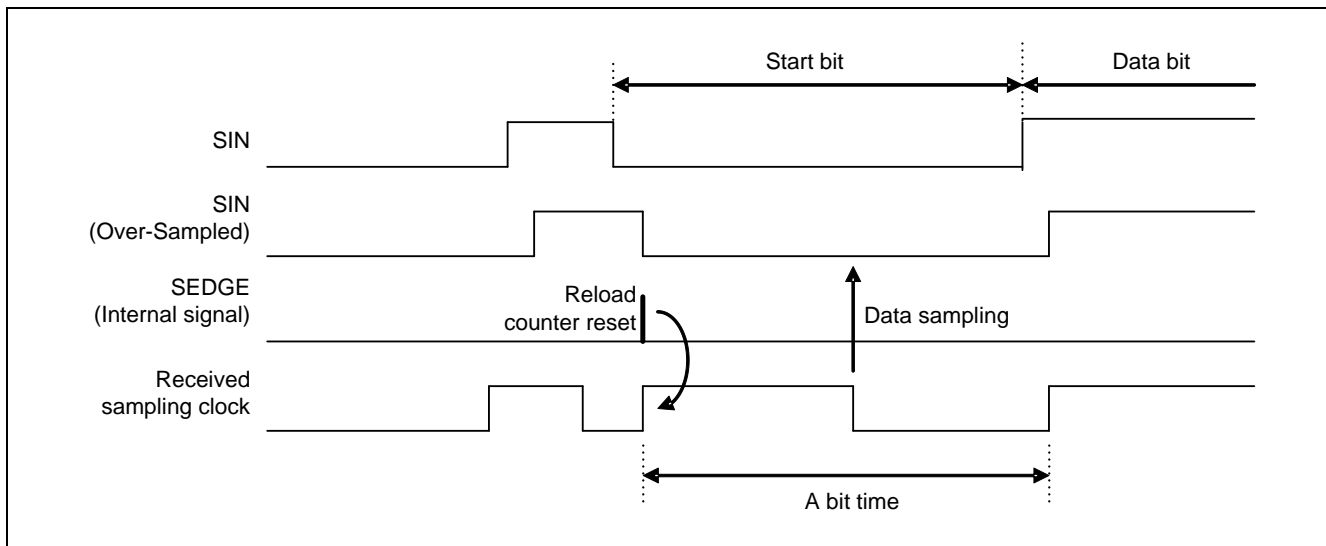 Start bit
Data bit
SIN
SIN
(Over-Sampled)
SEDGE
(Internal signal)
Reload
counter reset
Data sampling
Received
sampling clock
A bit time